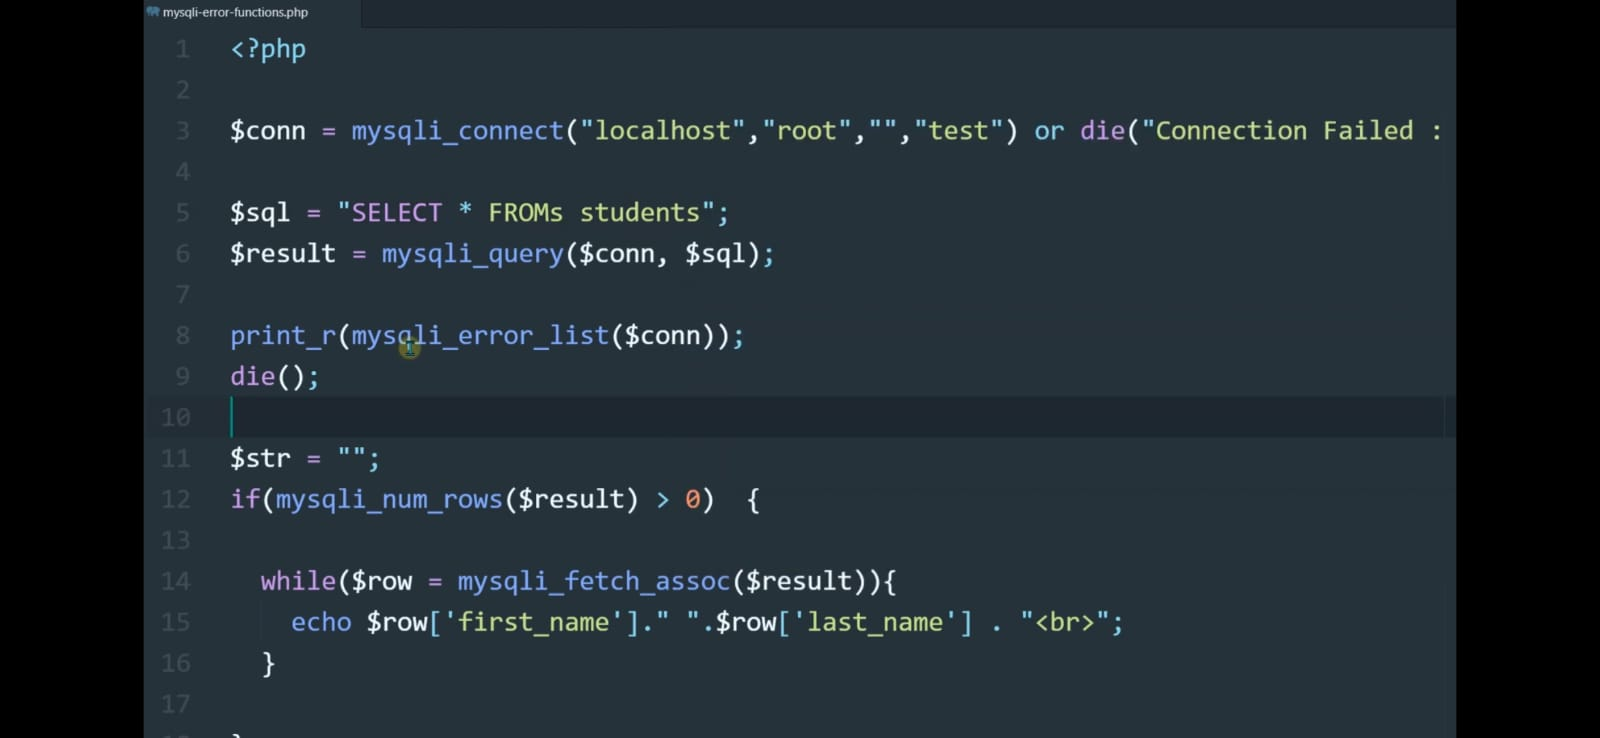 mysqli-error-functions.php
1 <?php
2
3 $conn = mysqli_connect("localhost","root","","test") or die("Connection Failed :
4
5 $sql = "SELECT * FROMs students";
6 $result = mysqli_query($conn, $sql);
7
8 print_r(mysqli_error_list($conn));
9 die();
10
11 $str = "";
12 if(mysqli_num_rows($result) > 0)  {
13
14   while($row = mysqli_fetch_assoc($result)){
15     echo $row['first_name']." ".$row['last_name'] . "<br>";
16   }
17